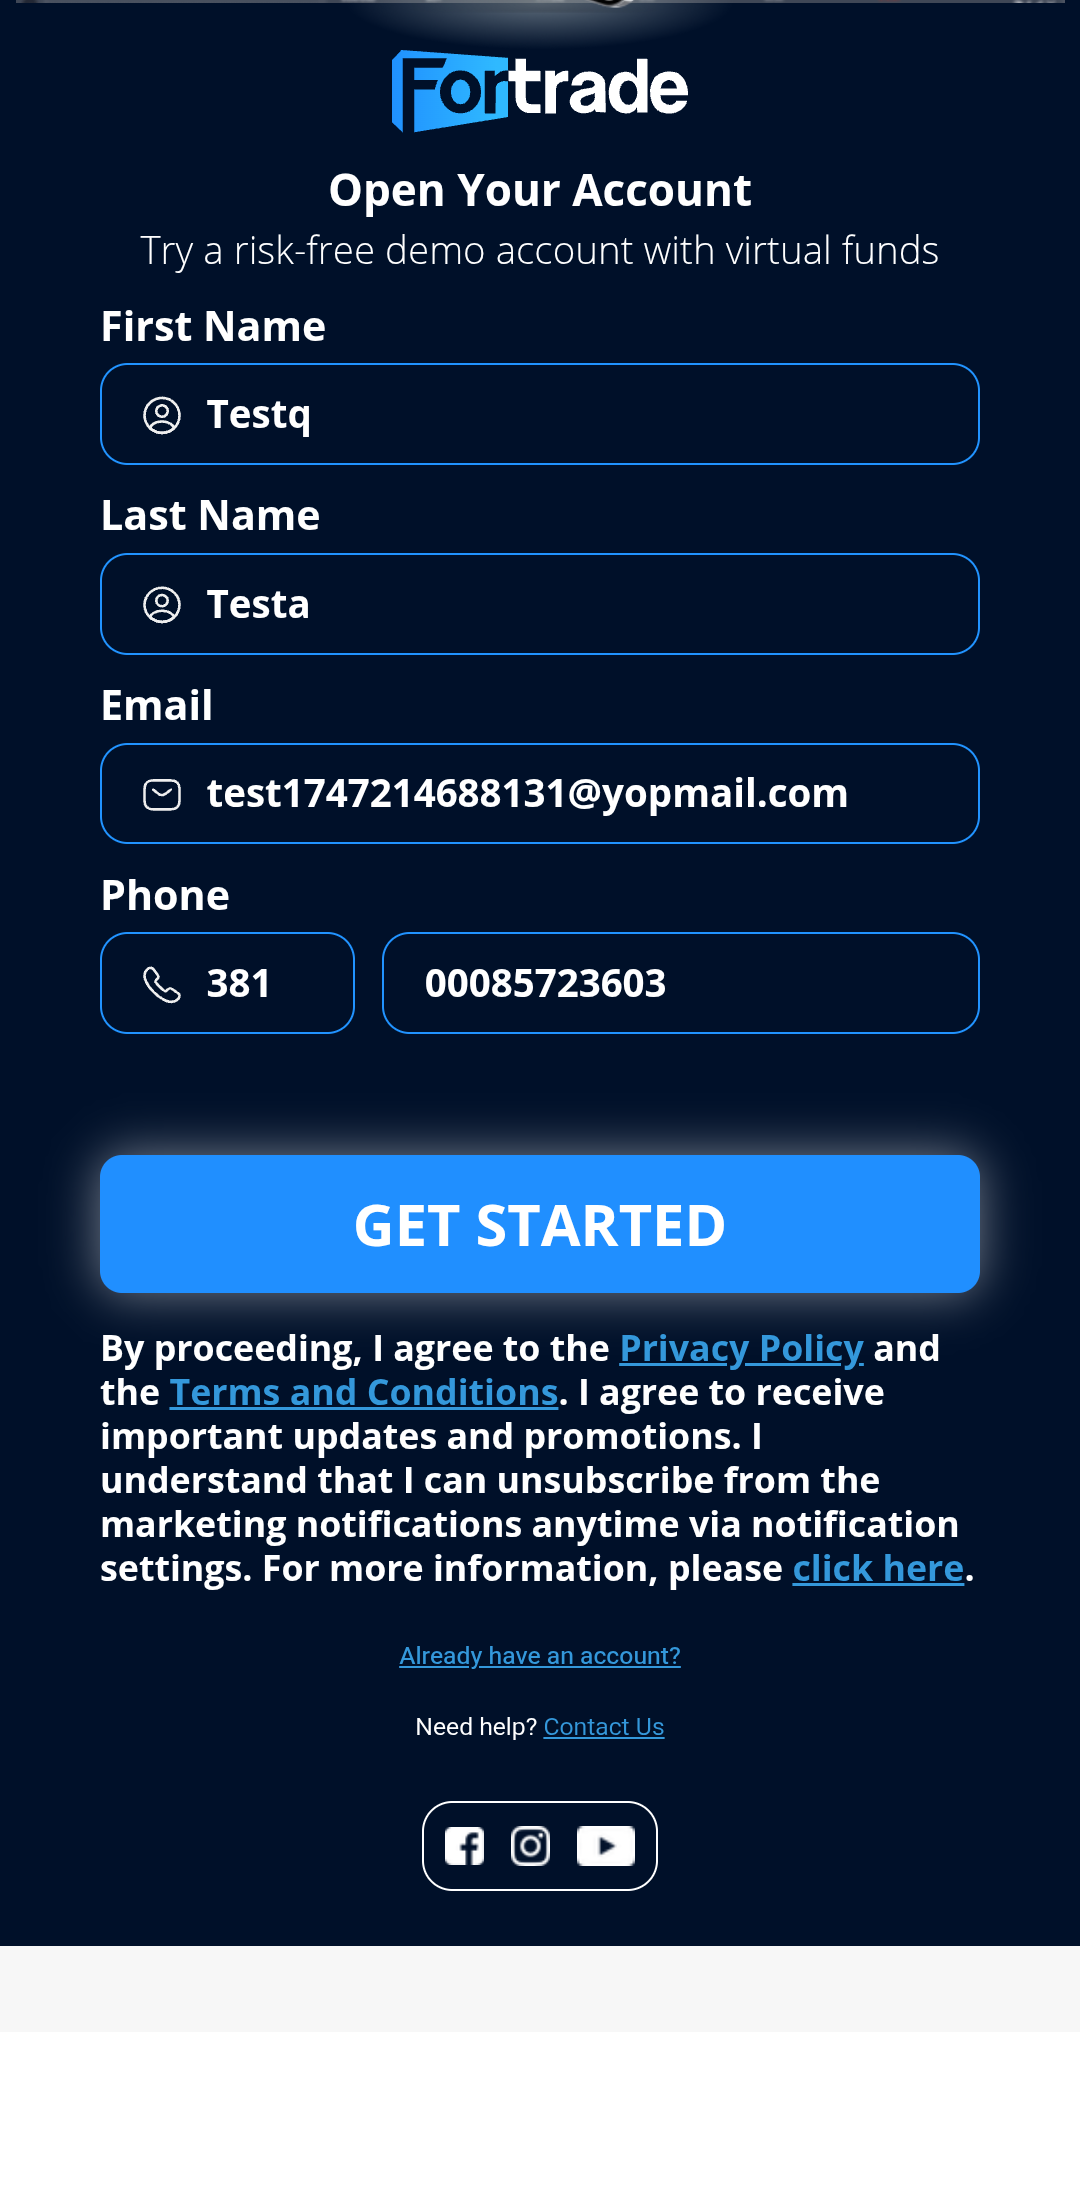 Fortrade
Open Your Account
Try a risk-free demo account with virtual funds
First Name
Testq
Last Name
Testa
Email
test1747214688131@yopmail.com
Phone
381 00085723603
GET STARTED
By proceeding, I agree to the Privacy Policy and
the Terms and Conditions. I agree to receive
important updates and promotions. I
understand that I can unsubscribe from the
marketing notifications anytime via notification
settings. For more information, please click here.
Already have an account?
Need help? Contact Us